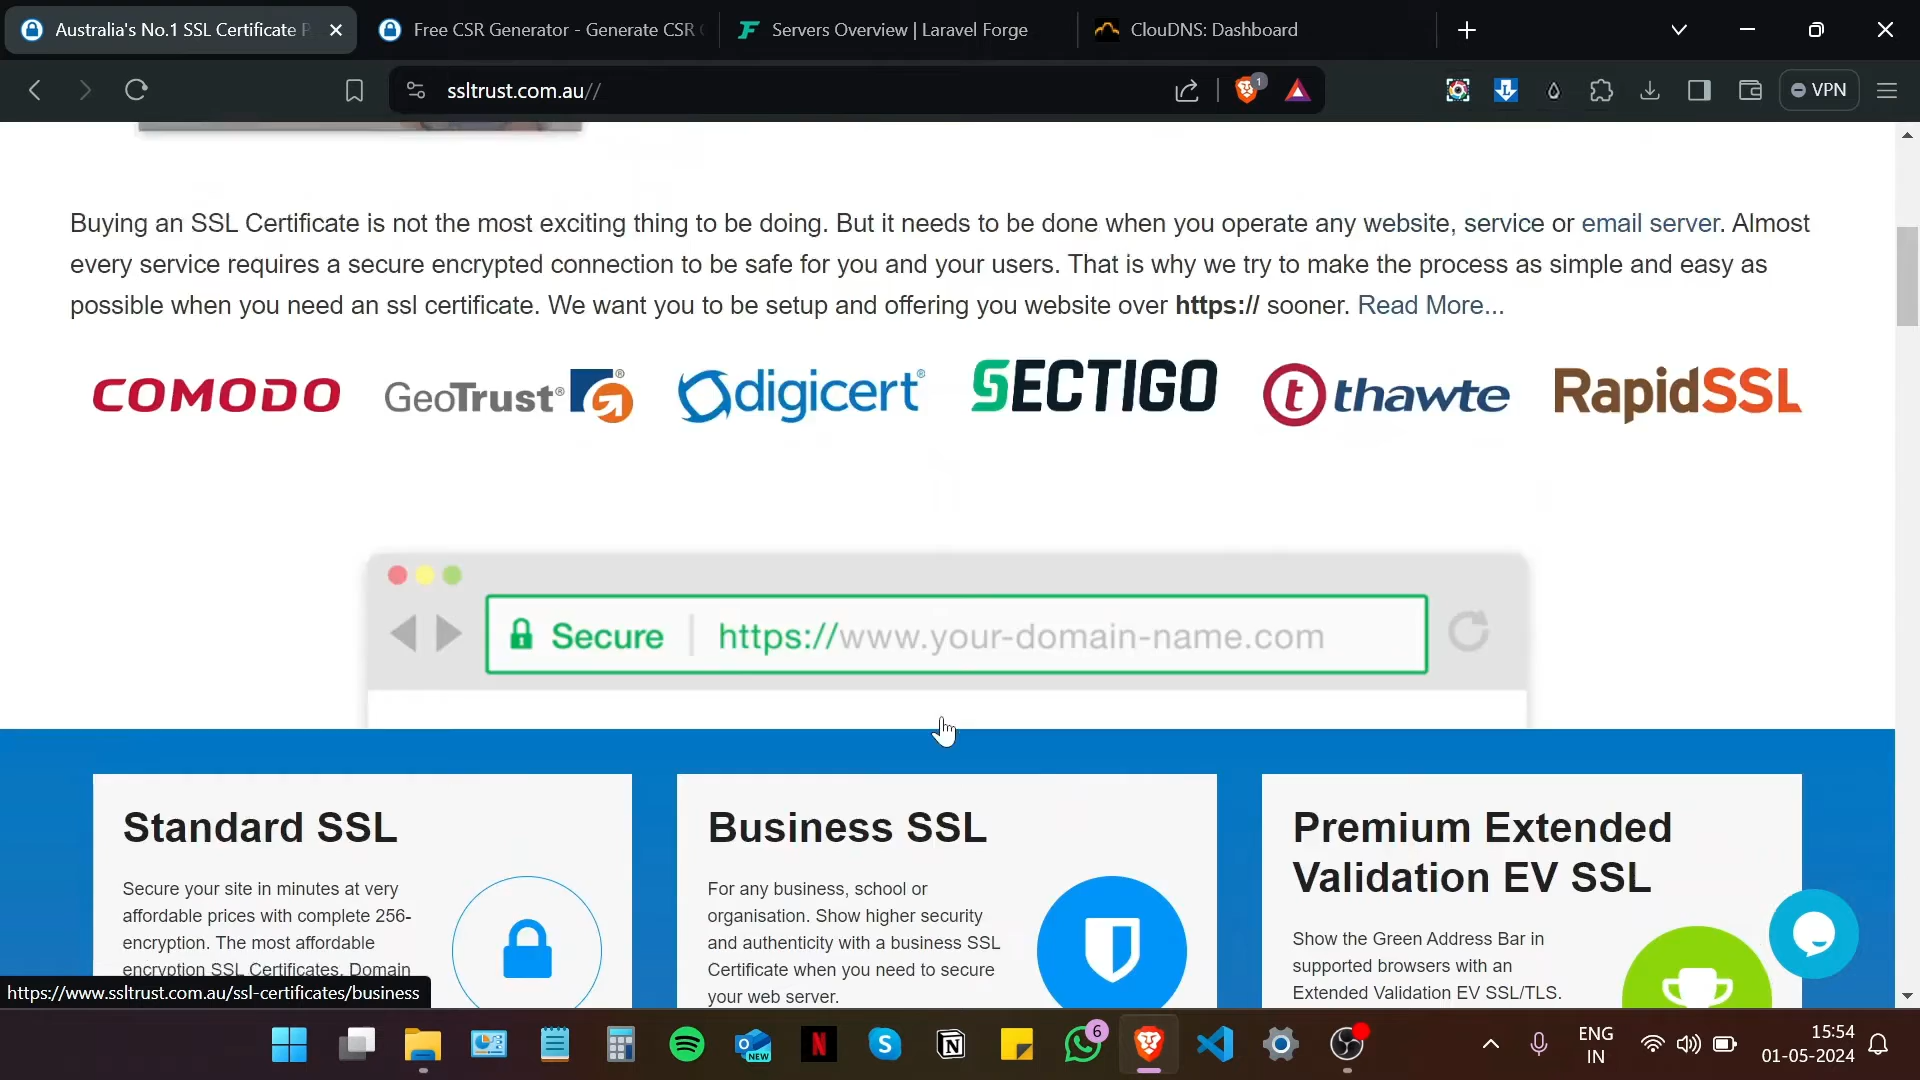 Australia's No.1 SSL Certificate
Free CSR Generator - Generate CSR
Servers Overview | Laravel Forge
ClouDNS: Dashboard
ssltrust.com.au//
1
VPN
Buying an SSL Certificate is not the most exciting thing to be doing. But it needs to be done when you operate any website, service or email server. Almost
every service requires a secure encrypted connection to be safe for you and your users. That is why we try to make the process as simple and easy as
possible when you need an ssl certificate. We want you to be setup and offering you website over https:// sooner. Read More...
COMODO
GeoTrust®
digicert®
SECTIGO
thawte
RapidSSL
Secure | https://www.your-domain-name.com
Standard SSL
Secure your site in minutes at very
affordable prices with complete 256-
encryption. The most affordable
encryption SSL Certificates. Domain
Business SSL
For any business, school or
organisation. Show higher security
and authenticity with a business SSL
Certificate when you need to secure
your web server.
Premium Extended
Validation EV SSL
Show the Green Address Bar in
supported browsers with an
Extended Validation EV SSL/TLS.
https://www.ssltrust.com.au/ssl-certificates/business
NEW
6
ENG
IN
15:54
01-05-2024